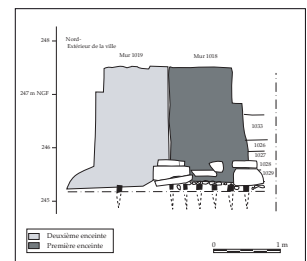 248
Nord-
Extérieur de la ville
Mur 1019
Mur 1018
247 m NGF
1033
246
1026
1027
1028
1029
245
Deuxième enceinte
Première enceinte
0
1 m